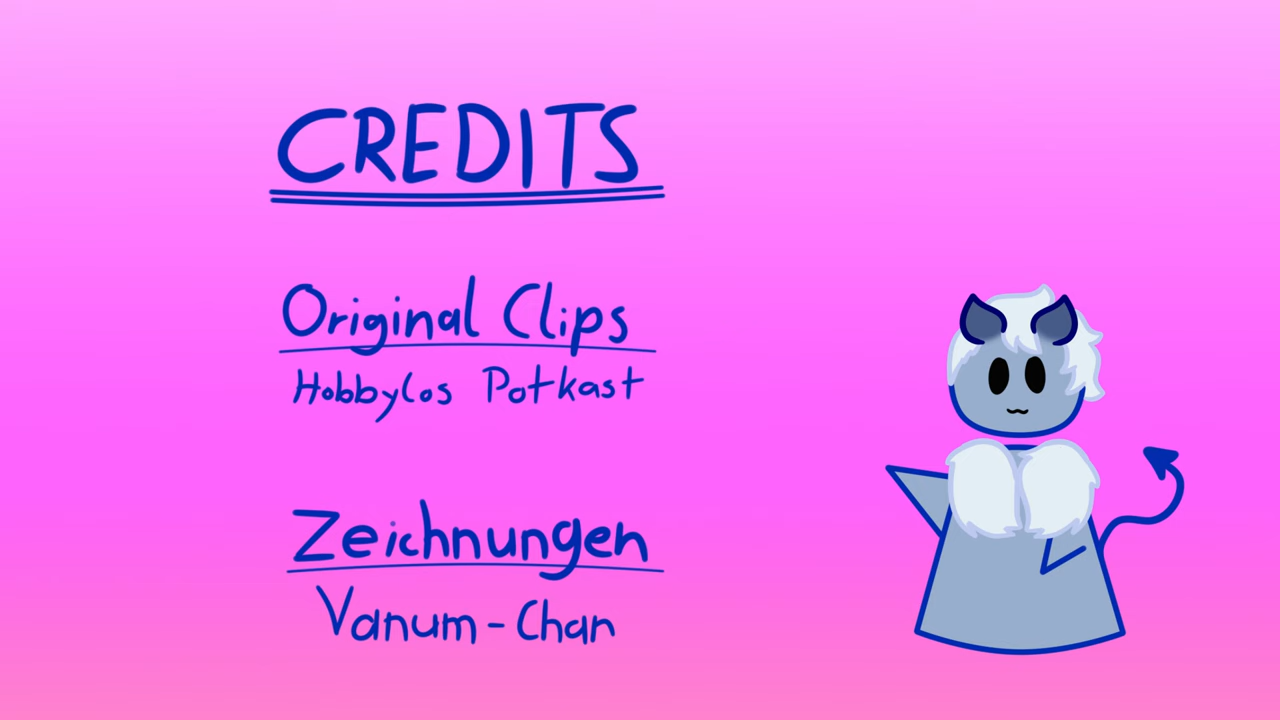 CREDITS
Original Clips
Hobbylos Potkast
Zeichnungen
Vanum-Chan